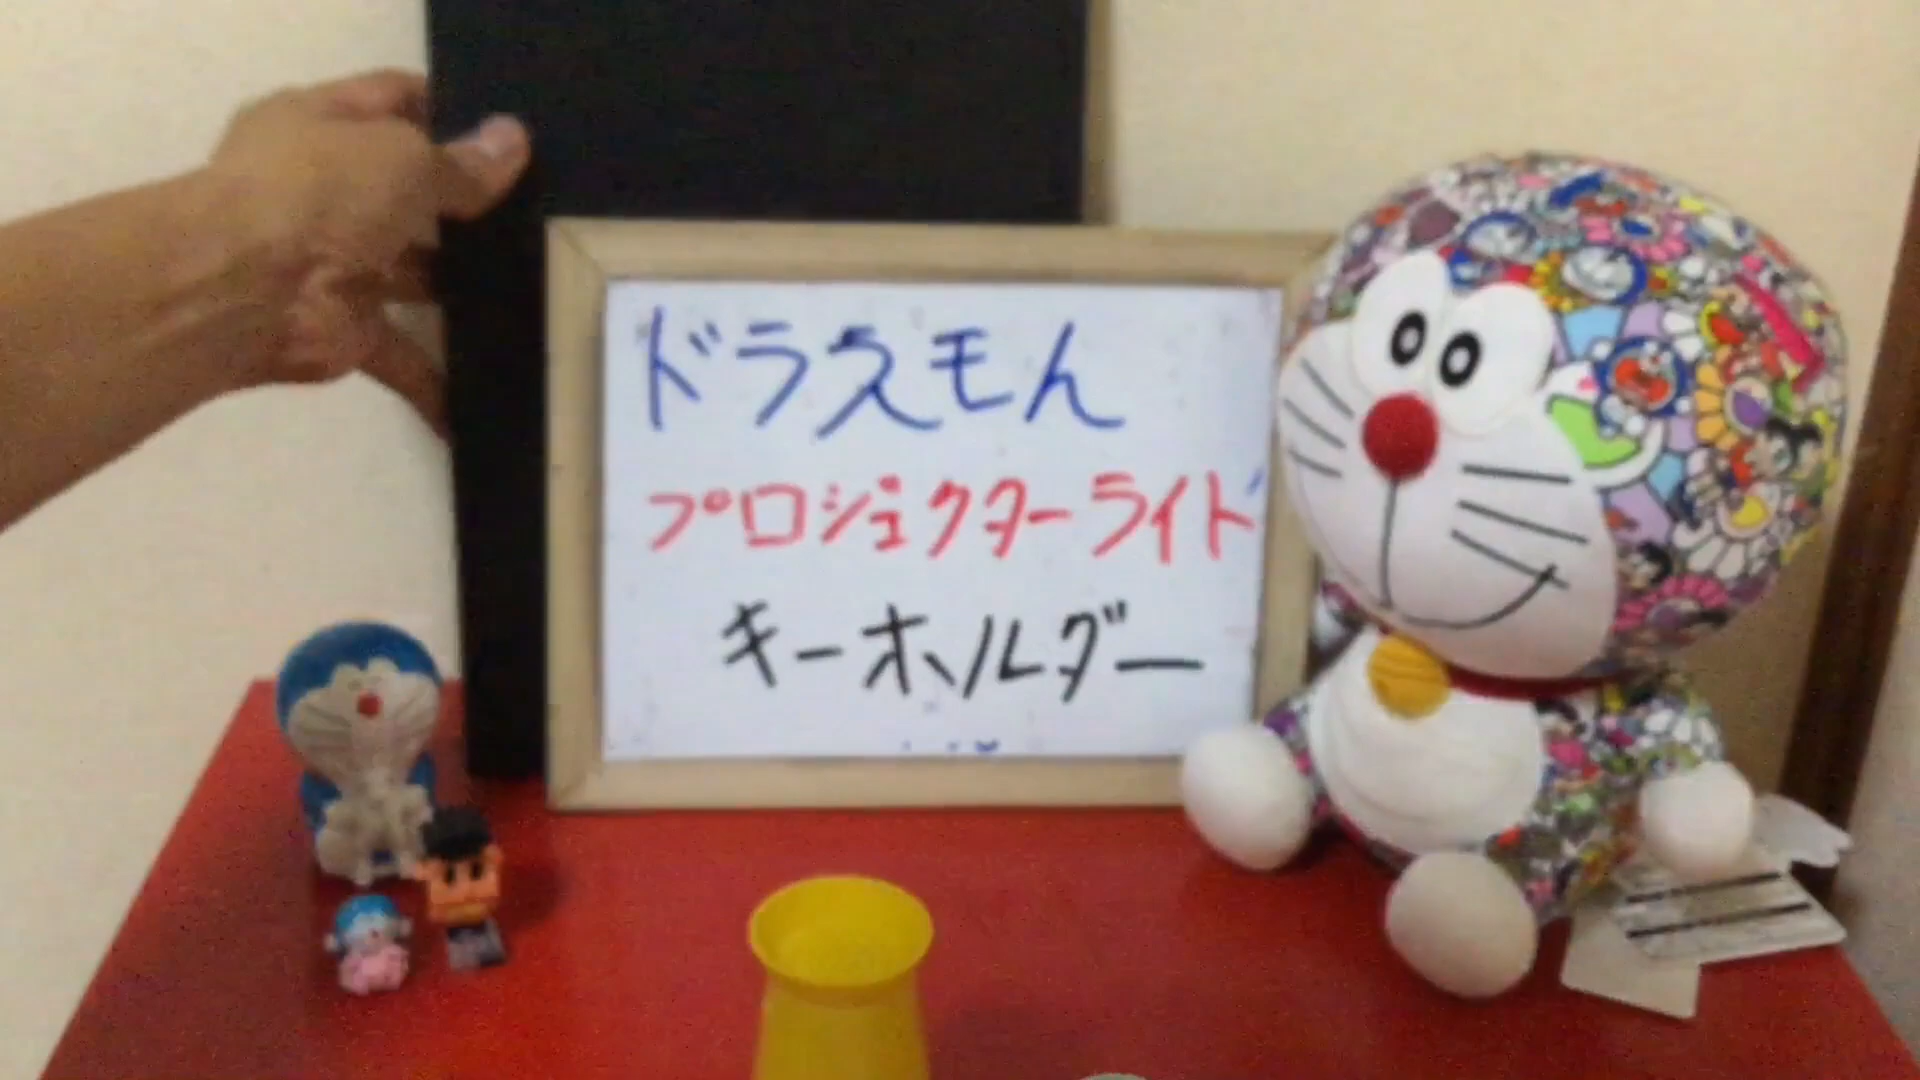 ドラえモん
プロジェクターライト
キーホルダー